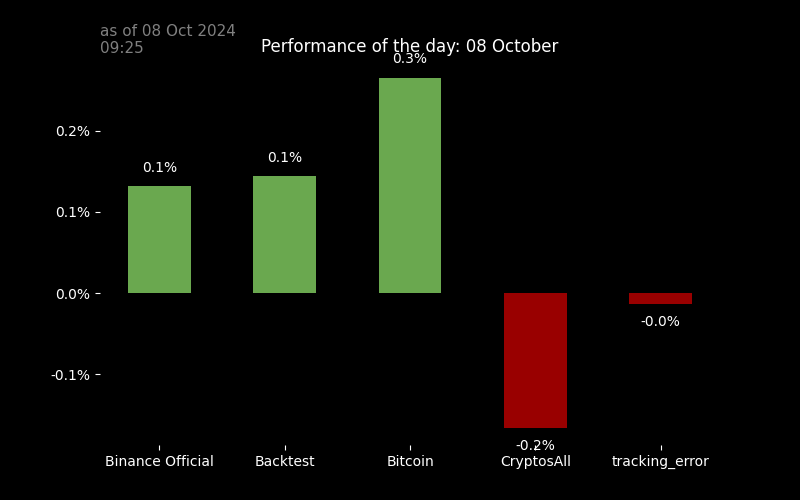 as of 08 Oct 2024
09:25
Performance of the day: 08 October
0.3%
0.2%
0.1%
0.1%
0.1%
0.0%
-0.0%
-0.1%
-0.2%
Binance Official
Backtest
Bitcoin
CryptosAll
tracking_error